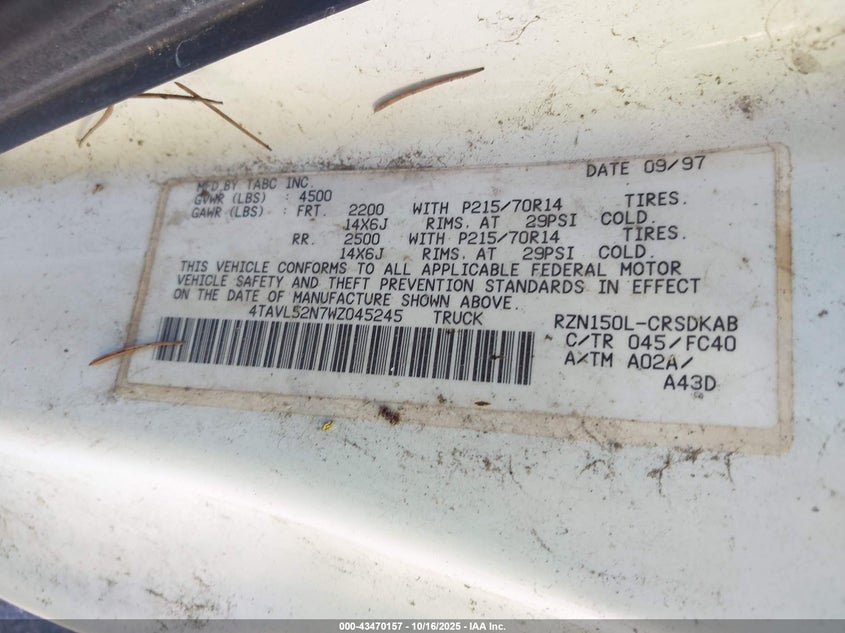 MFD.BY TABC INC. DATE 09/97
GVWR (LBS) : 4500
GAWR (LBS) : FRT. 2200 WITH P215/70R14 TIRES.
14X6J RIMS. AT 29PSI COLD.
RR. 2500 WITH P215/70R14 TIRES.
14X6J RIMS. AT 29PSI COLD.
THIS VEHICLE CONFORMS TO ALL APPLICABLE FEDERAL MOTOR
VEHICLE SAFETY AND THEFT PREVENTION STANDARDS IN EFFECT
ON THE DATE OF MANUFACTURE SHOWN ABOVE.
4TAVL52N7WZ045245 TRUCK RZN150L-CRSDKAB
C/TR 045/FC40
A/TM A02A/
A43D
000-43470157 | 10/16/2025 - IAA Inc.